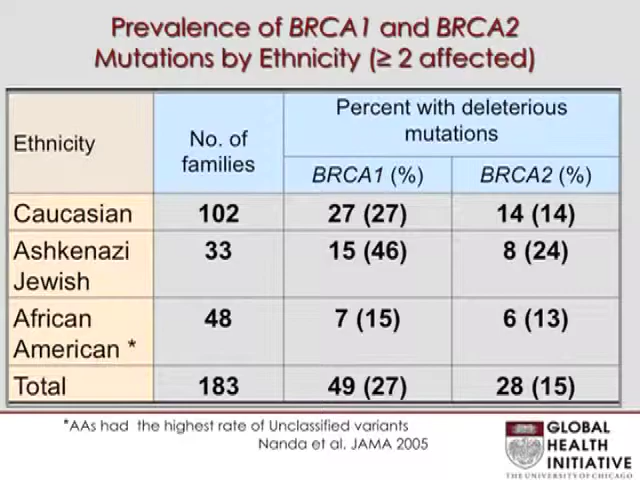 Prevalence of BRCA1 and BRCA2
Mutations by Ethnicity (≥ 2 affected)
Ethnicity
No. of
families
Percent with deleterious
mutations
BRCA1 (%)
BRCA2 (%)
Caucasian 102 27 (27) 14 (14)
Ashkenazi 33 15 (46) 8 (24)
Jewish
African 48 7 (15) 6 (13)
American *
Total 183 49 (27) 28 (15)
*AAs had the highest rate of Unclassified variants
Nanda et al. JAMA 2005
GLOBAL
HEALTH
INITIATIVE
THE UNIVERSITY OF CHICAGO